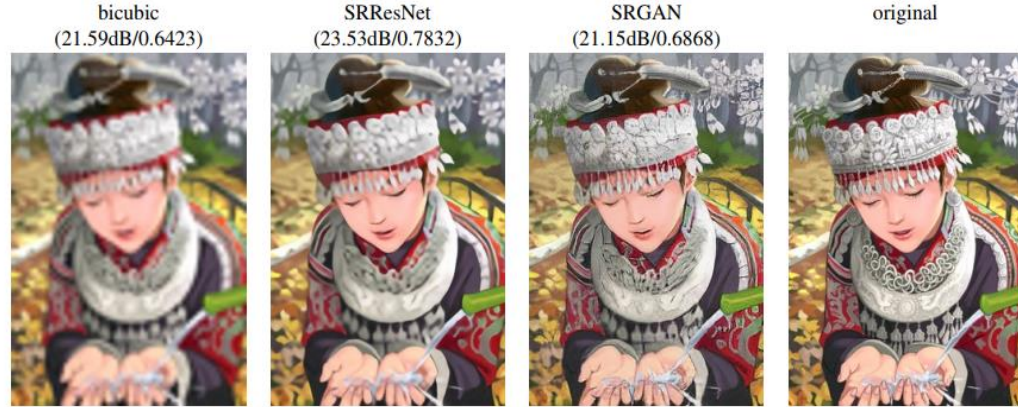 bicubic
(21.59dB/0.6423)
SRResNet
(23.53dB/0.7832)
SRGAN
(21.15dB/0.6868)
original